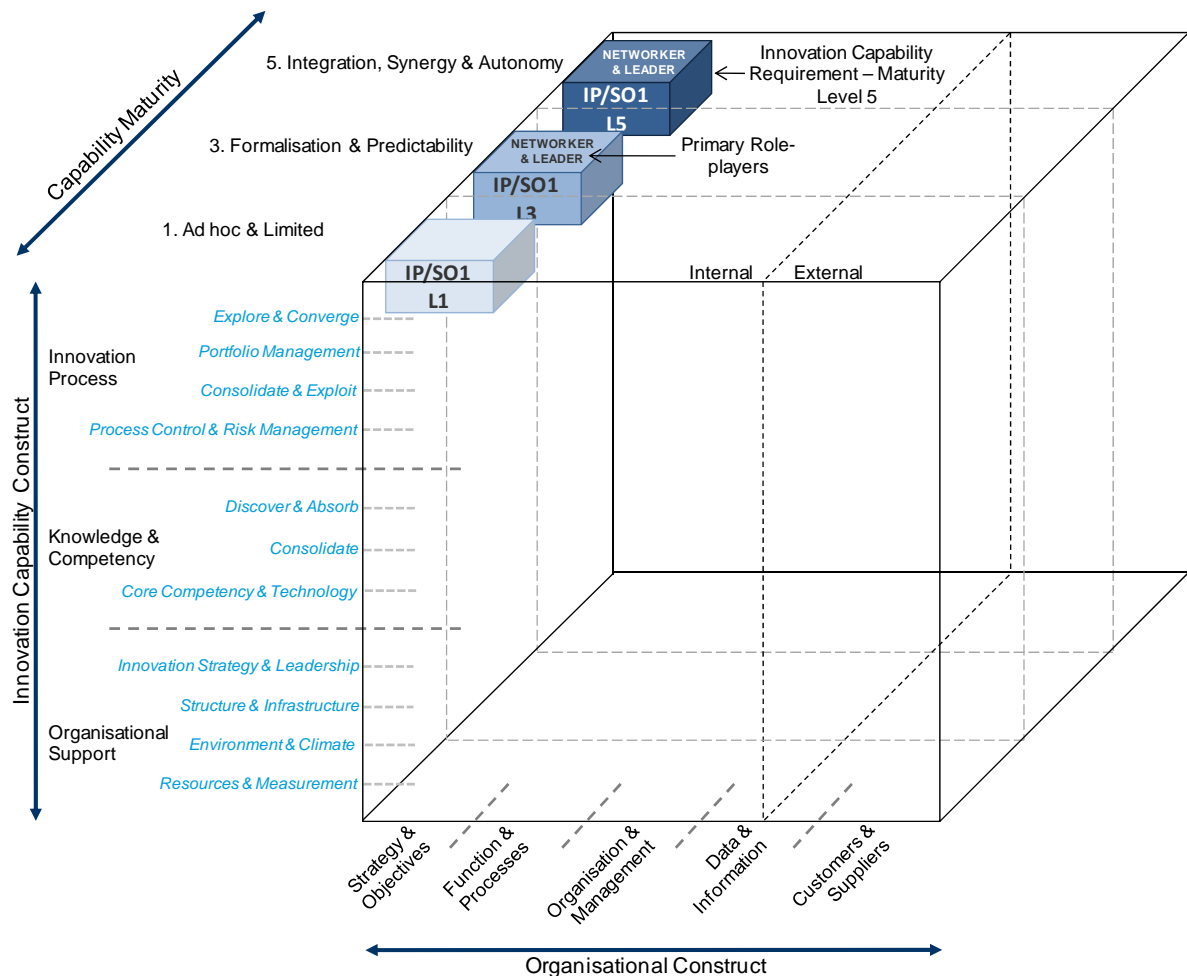 Capability Maturity
5. Integration, Synergy & Autonomy
NETWORKER
& LEADER
IP/SO1
L5
Innovation Capability
Requirement – Maturity
Level 5
3. Formalisation & Predictability
NETWORKER
& LEADER
IP/SO1
L3
Primary Role-
players
1. Ad hoc & Limited
IP/SO1
L1
Internal
External
Innovation Capability Construct
Innovation
Process
Explore & Converge
Portfolio Management
Consolidate & Exploit
Process Control & Risk Management
Knowledge &
Competency
Discover & Absorb
Consolidate
Core Competency & Technology
Organisational
Support
Innovation Strategy & Leadership
Structure & Infrastructure
Environment & Climate
Resources & Measurement
Strategy &
Objectives
Function &
Processes
Organisation &
Management
Data &
Information
Customers &
Suppliers
Organisational Construct